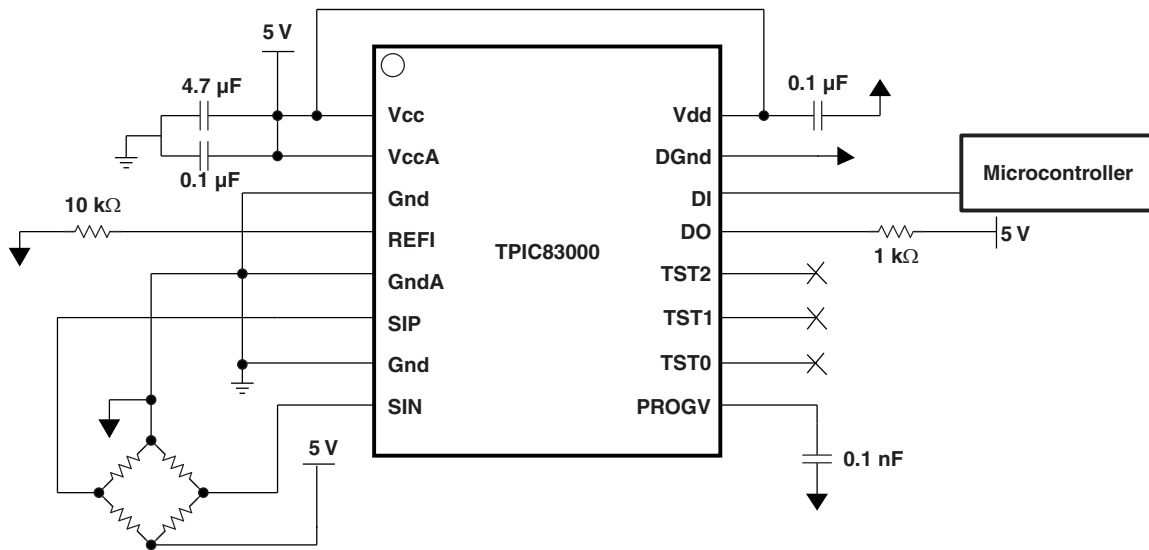 5 V
4.7 µF
0.1 µF
10 kΩ
Vcc
VccA
Gnd
REFI
GndA
SIP
Gnd
SIN
TPIC83000
Vdd
DGnd
DI
DO
TST2
TST1
TST0
PROGV
0.1 µF
Microcontroller
5 V
1 kΩ
0.1 nF
5 V